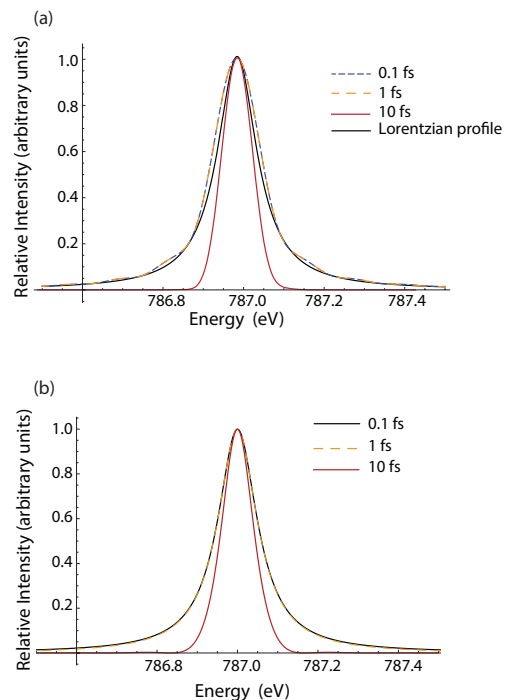 (a)
Relative Intensity (arbitrary units)
1.0
0.8
0.6
0.4
0.2
0.1 fs
1 fs
10 fs
Lorentzian profile
786.8
787.0
787.2
787.4
Energy (eV)
(b)
Relative Intensity (arbitrary units)
1.0
0.8
0.6
0.4
0.2
0.1 fs
1 fs
10 fs
786.8
787.0
787.2
787.4
Energy (eV)